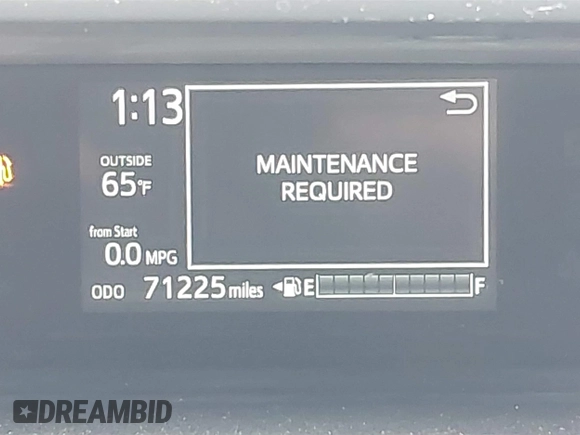 1:13
MAINTENANCE
REQUIRED
OUTSIDE
65°F
from Start
0.0 MPG
ODO 71225 miles E F
DREAMBID